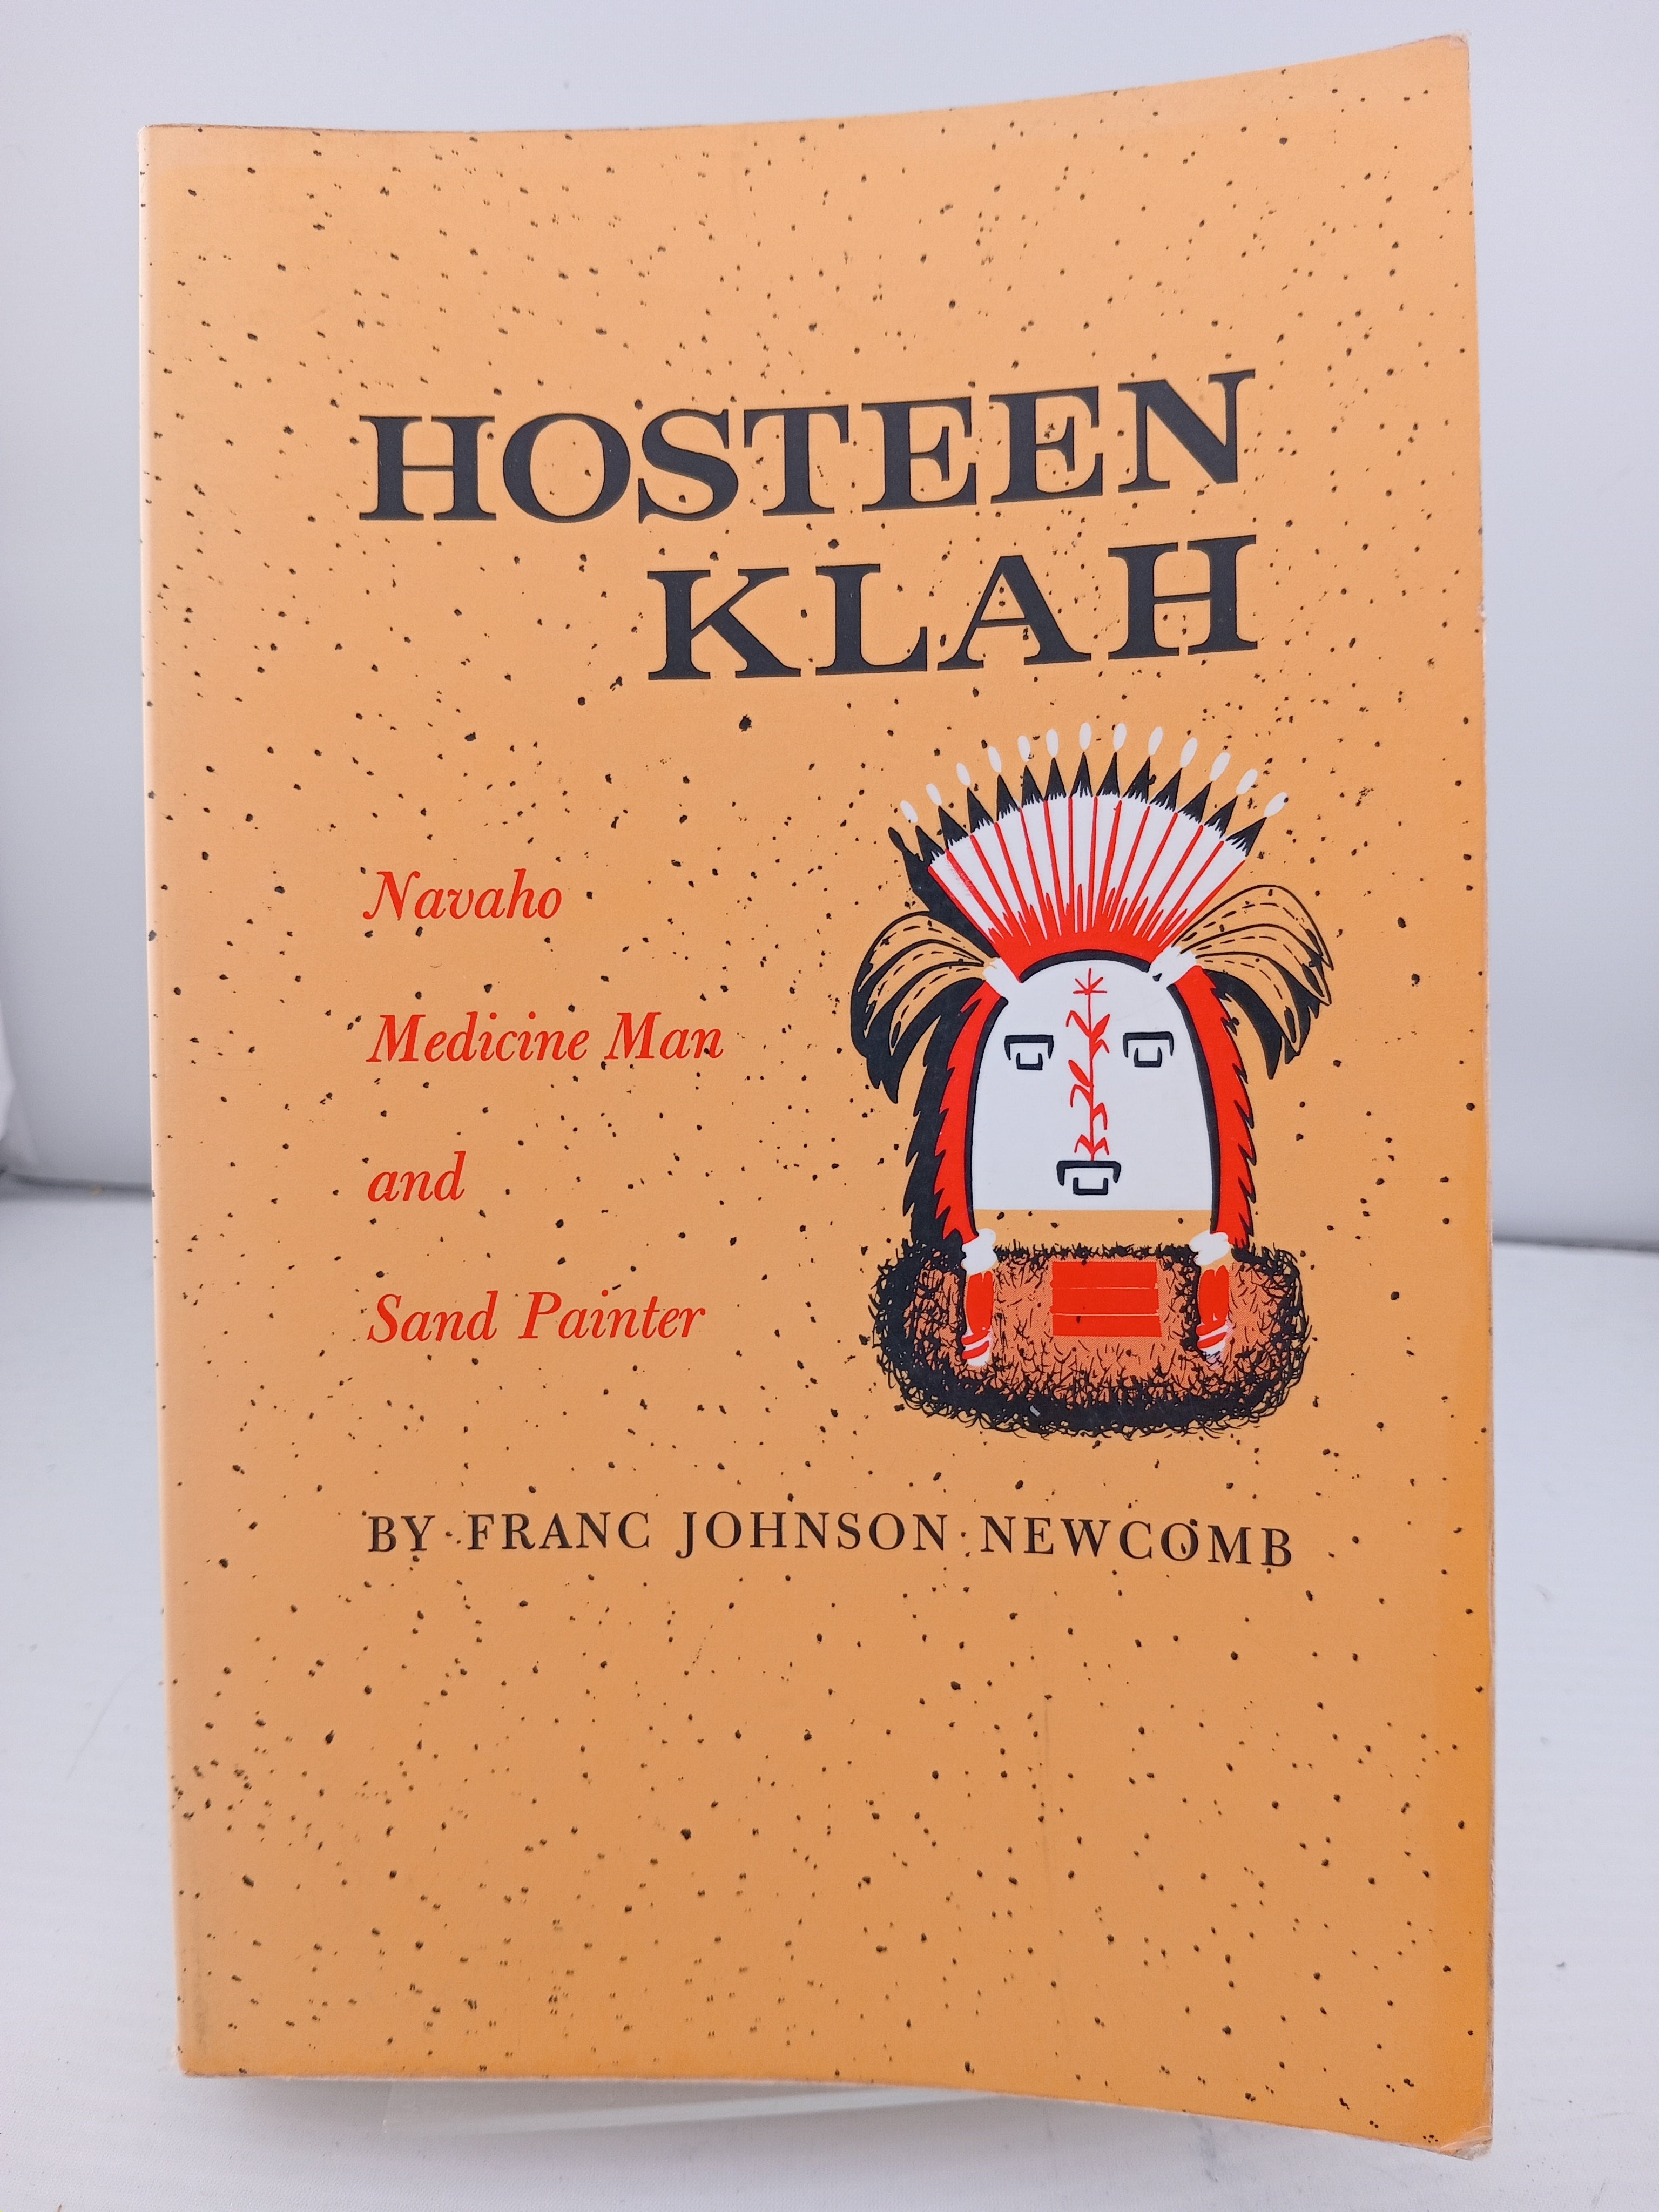 HOSTEEN
KLAH
Navaho
Medicine Man
and
Sand Painter
BY FRANC JOHNSON NEWCOMB